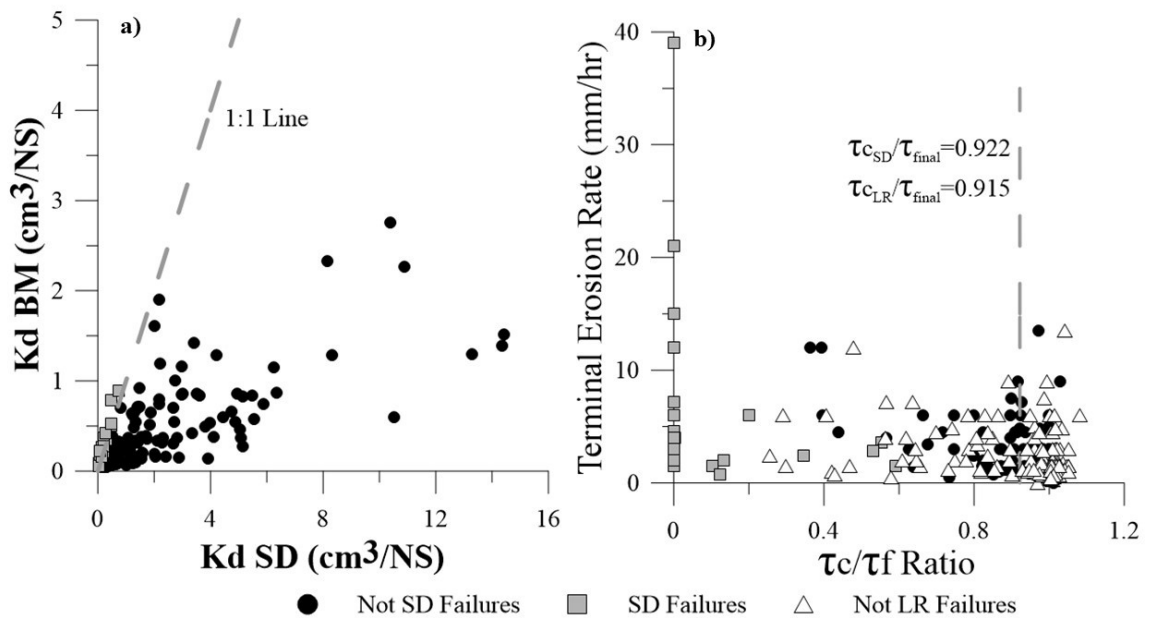 a)
5
4
3
2
1
0
Kd BM (cm3/NS)
1:1 Line
0 4 8 12 16
Kd SD (cm3/NS)
b)
40
30
20
10
0
Terminal Erosion Rate (mm/hr)
τcSD/τfinal=0.922
τcLR/τfinal=0.915
0 0.4 0.8 1.2
τc/τf Ratio
Not SD Failures SD Failures Not LR Failures